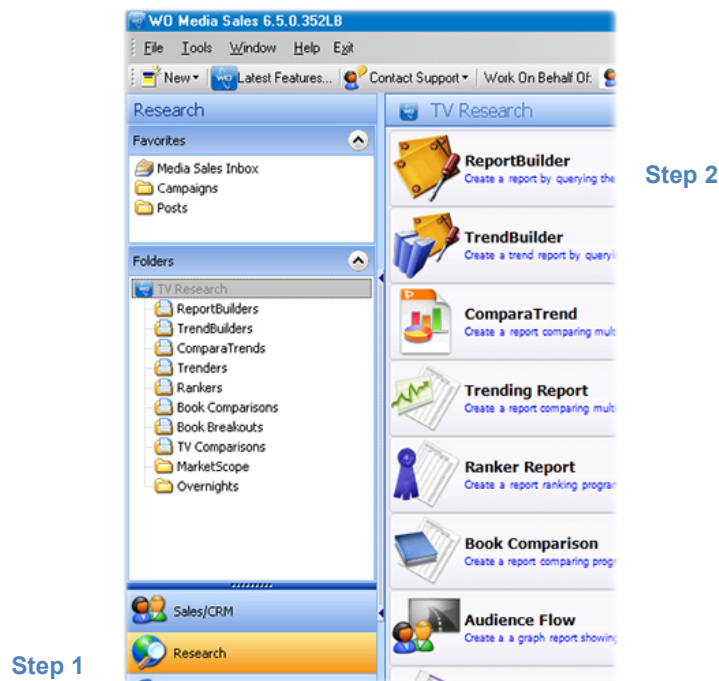 WO Media Sales 6.5.0.352LB
File Tools Window Help Exit
New Latest Features... Contact Support Work On Behalf Of:
Research
TV Research
Favorites
Media Sales Inbox
Campaigns
Posts
Folders
TV Research
ReportBuilders
TrendBuilders
ComparaTrends
Trenders
Rankers
Book Comparisons
Book Breakouts
TV Comparisons
MarketScope
Overnights
Sales/CRM
Research
ReportBuilder
Create a report by querying the
TrendBuilder
Create a trend report by queryi
ComparaTrend
Create a report comparing mult
Trending Report
Create a report comparing mult
Ranker Report
Create a report ranking program
Book Comparison
Create a report comparing progr
Audience Flow
Create a a graph report showing
Step 1
Step 2